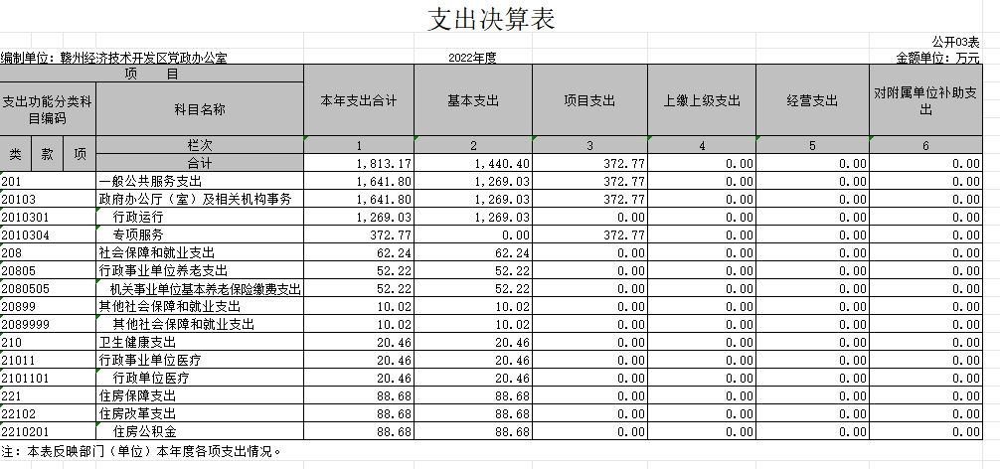 支出决算表
公开03表
编制单位：赣州经济技术开发区党政办公室 2022年度 金额单位：万元
项 目 本年支出合计 基本支出 项目支出 上缴上级支出 经营支出 对附属单位补助支出
支出功能分类科目编码 科目名称
类 款 项 栏次 1 2 3 4 5 6
合计 1,813.17 1,440.40 372.77 0.00 0.00 0.00
201 一般公共服务支出 1,641.80 1,269.03 372.77 0.00 0.00 0.00
20103 政府办公厅（室）及相关机构事务 1,641.80 1,269.03 372.77 0.00 0.00 0.00
2010301 行政运行 1,269.03 1,269.03 0.00 0.00 0.00 0.00
2010304 专项服务 372.77 0.00 372.77 0.00 0.00 0.00
208 社会保障和就业支出 62.24 62.24 0.00 0.00 0.00 0.00
20805 行政事业单位养老支出 52.22 52.22 0.00 0.00 0.00 0.00
2080505 机关事业单位基本养老保险缴费支出 52.22 52.22 0.00 0.00 0.00 0.00
20899 其他社会保障和就业支出 10.02 10.02 0.00 0.00 0.00 0.00
2089999 其他社会保障和就业支出 10.02 10.02 0.00 0.00 0.00 0.00
210 卫生健康支出 20.46 20.46 0.00 0.00 0.00 0.00
21011 行政事业单位医疗 20.46 20.46 0.00 0.00 0.00 0.00
2101101 行政单位医疗 20.46 20.46 0.00 0.00 0.00 0.00
221 住房保障支出 88.68 88.68 0.00 0.00 0.00 0.00
22102 住房改革支出 88.68 88.68 0.00 0.00 0.00 0.00
2210201 住房公积金 88.68 88.68 0.00 0.00 0.00 0.00
注：本表反映部门（单位）本年度各项支出情况。